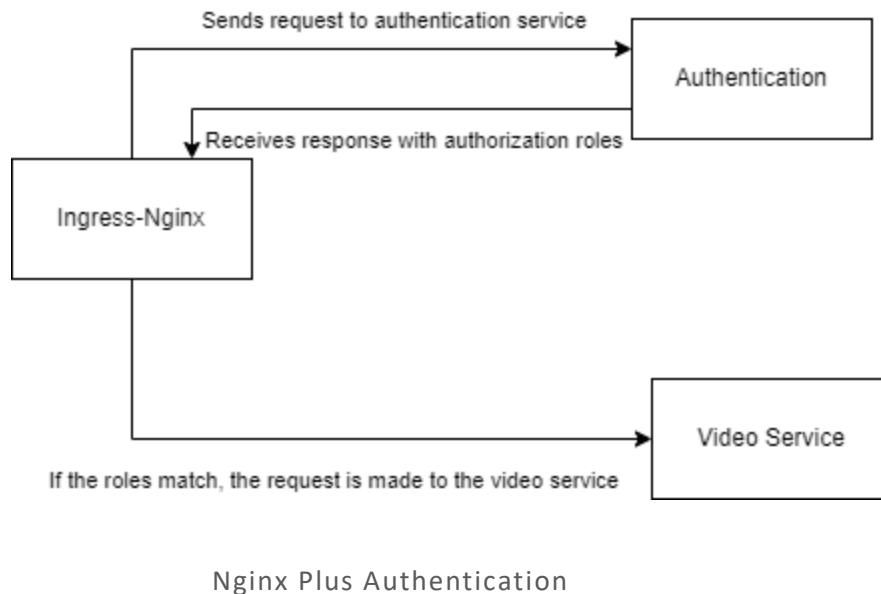 Sends request to authentication service
Authentication
Receives response with authorization roles
Ingress-Nginx
Video Service
If the roles match, the request is made to the video service
Nginx Plus Authentication